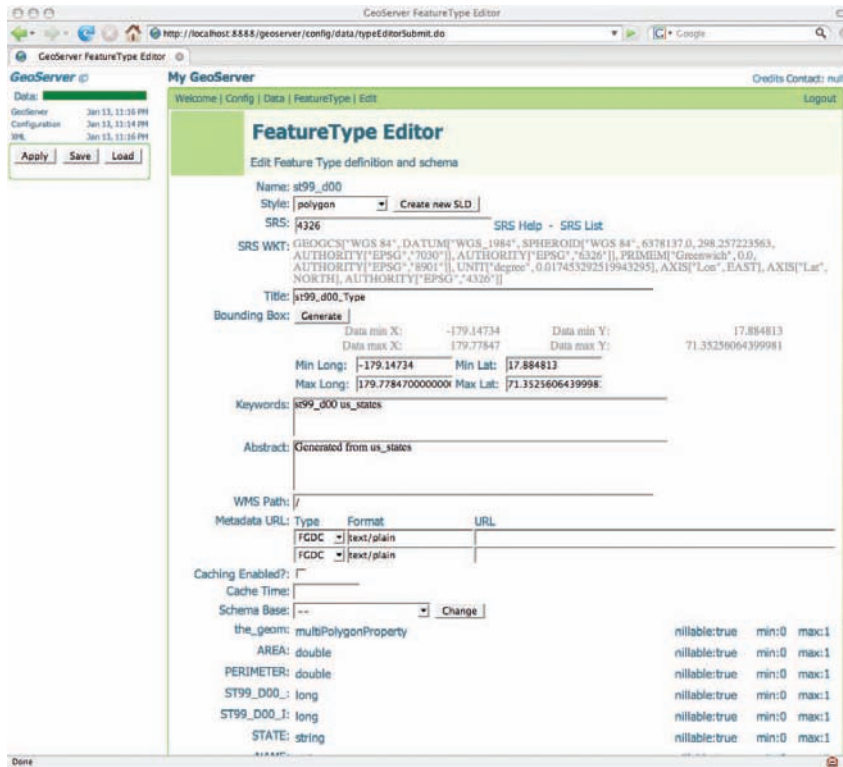 GeoServer FeatureType Editor
http://localhost:8888/geoserver/config/data/typeEditorSubmit.do
Google
GeoServer FeatureType Editor
GeoServer
My GeoServer
Credits Contact: null
Data:
Welcome | Config | Data | FeatureType | Edit
Logout
GeoServer Jan 13, 11:16 PM
Configuration Jan 13, 11:14 PM
XML Jan 13, 11:16 PM
Apply Save Load
FeatureType Editor
Edit Feature Type definition and schema
Name: st99_d00
Style: polygon Create new SLD
SRS: 4326 SRS Help - SRS List
SRS WKT: GEOGCS["WGS 84", DATUM["WGS_1984", SPHEROID["WGS 84", 6378137.0, 298.257223563,
AUTHORITY["EPSG","7030"]], AUTHORITY["EPSG","6326"]], PRIMEM["Greenwich", 0.0,
AUTHORITY["EPSG","8901"]], UNIT["degree", 0.017453292519943295], AXIS["Lon", EAST], AXIS["Lat",
NORTH], AUTHORITY["EPSG","4326"]]
Title: st99_d00_Type
Bounding Box: Generate
Data min X: -179.14734 Data min Y: 17.884813
Data max X: 179.77847 Data max Y: 71.35256064399981
Min Long: -179.14734 Min Lat: 17.884813
Max Long: 179.778470000000 Max Lat: 71.3525606439998
Keywords: st99_d00 us_states
Abstract: Generated from us_states
WMS Path: /
Metadata URL: Type Format URL
FGDC text/plain
FGDC text/plain
Caching Enabled?:
Cache Time:
Schema Base: -- Change
the_geom: multiPolygonProperty nillable:true min:0 max:1
AREA: double nillable:true min:0 max:1
PERIMETER: double nillable:true min:0 max:1
ST99_D00_: long nillable:true min:0 max:1
ST99_D00_I: long nillable:true min:0 max:1
STATE: string nillable:true min:0 max:1
Done